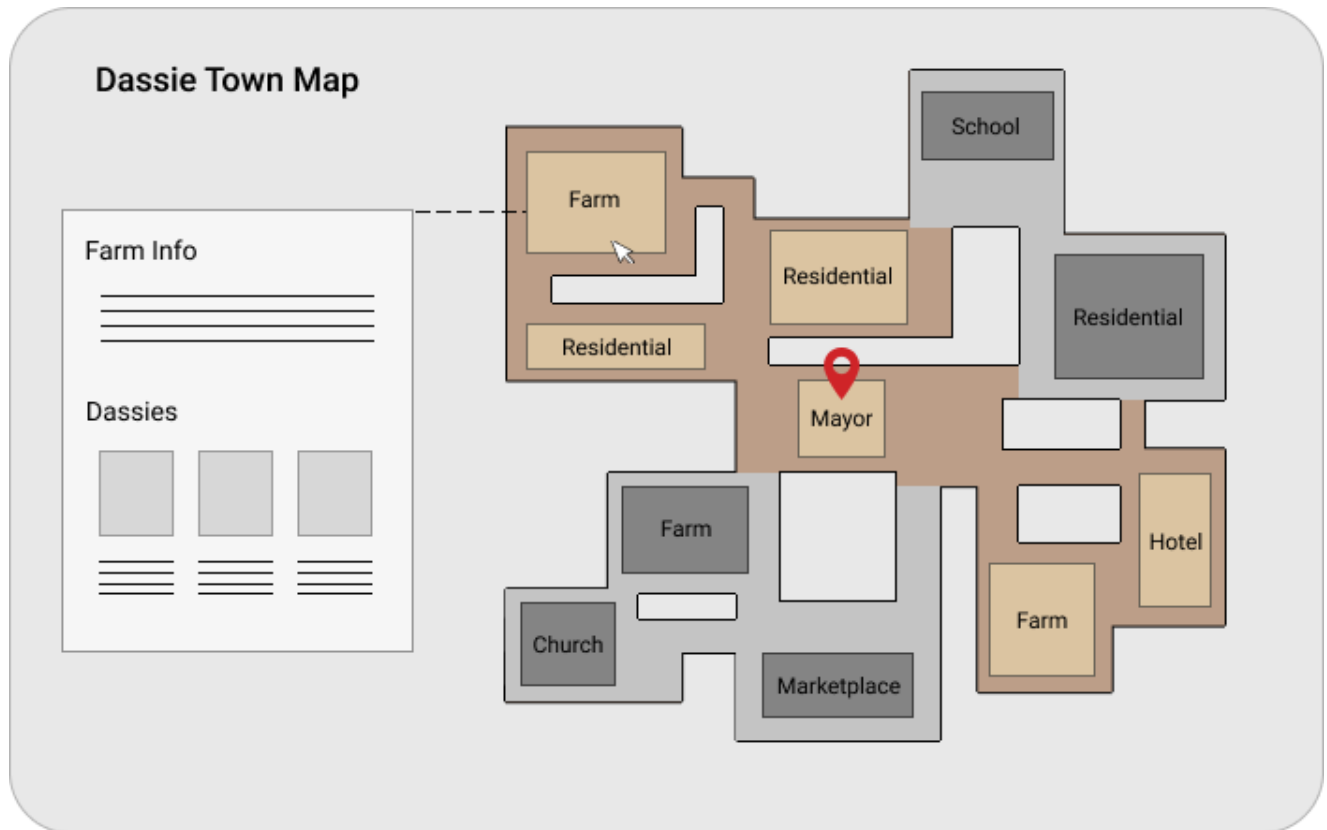 Dassie Town Map
School
Farm
Farm Info
Residential
Residential
Residential
Dassies
Mayor
Farm
Hotel
Farm
Church
Marketplace